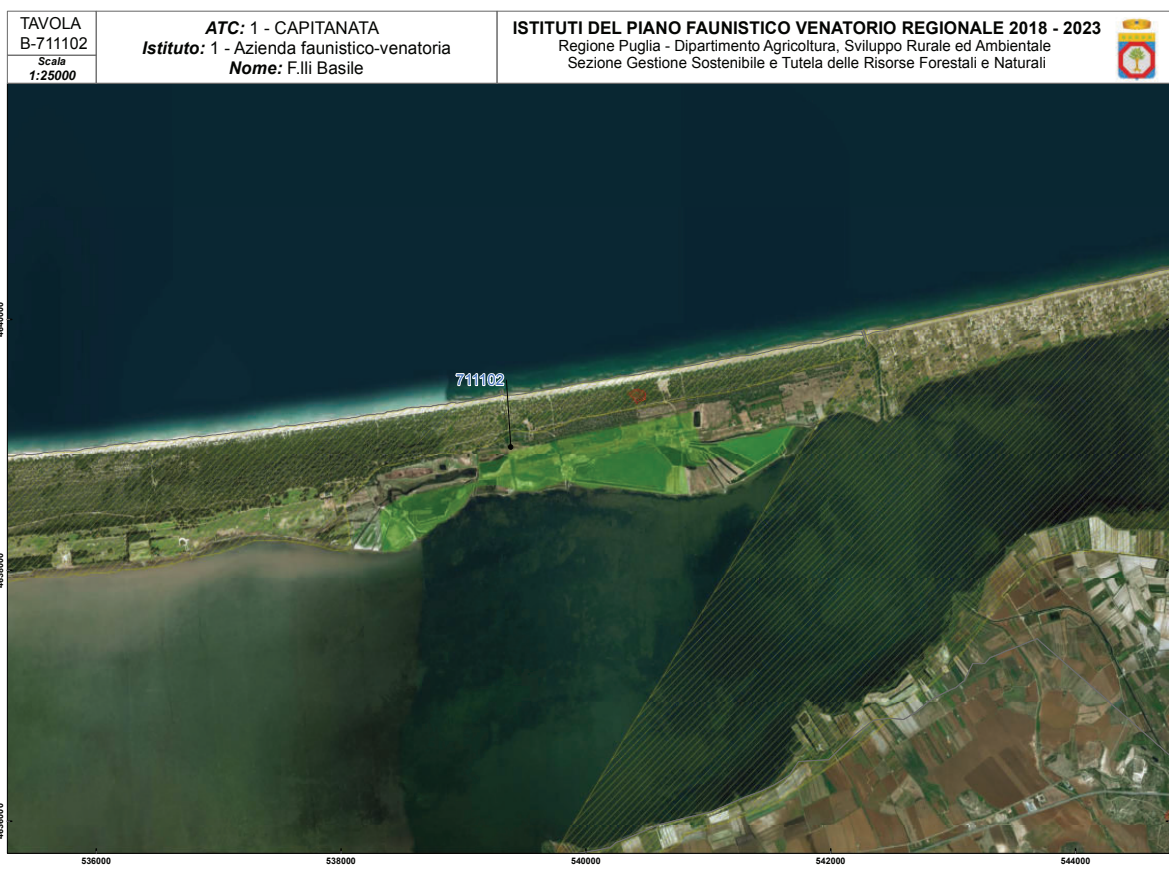 TAVOLA
B-711102
Scala
1:25000
ATC: 1 - CAPITANATA
Istituto: 1 - Azienda faunistico-venatoria
Nome: F.lli Basile
ISTITUTI DEL PIANO FAUNISTICO VENATORIO REGIONALE 2018 - 2023
Regione Puglia - Dipartimento Agricoltura, Sviluppo Rurale ed Ambientale
Sezione Gestione Sostenibile e Tutela delle Risorse Forestali e Naturali
711102
536000
538000
540000
542000
544000